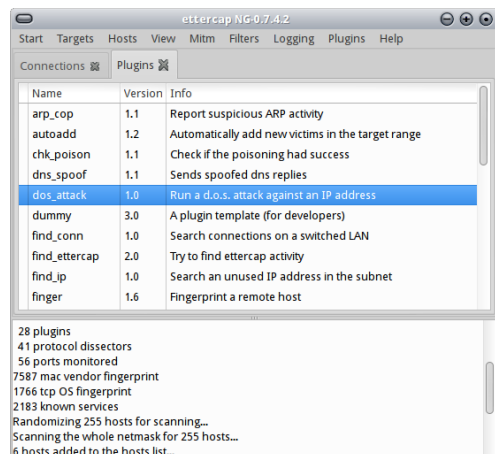 ettercap NG-0.7.4.2
Start Targets Hosts View Mitm Filters Logging Plugins Help
Connections Plugins
Name Version Info
arp_cop 1.1 Report suspicious ARP activity
autoadd 1.2 Automatically add new victims in the target range
chk_poison 1.1 Check if the poisoning had success
dns_spoof 1.1 Sends spoofed dns replies
dos_attack 1.0 Run a d.o.s. attack against an IP address
dummy 3.0 A plugin template (for developers)
find_conn 1.0 Search connections on a switched LAN
find_ettercap 2.0 Try to find ettercap activity
find_ip 1.0 Search an unused IP address in the subnet
finger 1.6 Fingerprint a remote host
28 plugins
41 protocol dissectors
56 ports monitored
7587 mac vendor fingerprint
1766 tcp OS fingerprint
2183 known services
Randomizing 255 hosts for scanning...
Scanning the whole netmask for 255 hosts...
6 hosts added to the hosts list...